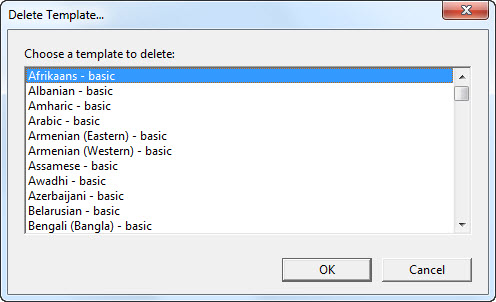 Delete Template...
Choose a template to delete:
Afrikaans - basic
Albanian - basic
Amharic - basic
Arabic - basic
Armenian (Eastern) - basic
Armenian (Western) - basic
Assamese - basic
Awadhi - basic
Azerbaijani - basic
Belarusian - basic
Bengali (Bangla) - basic
OK Cancel